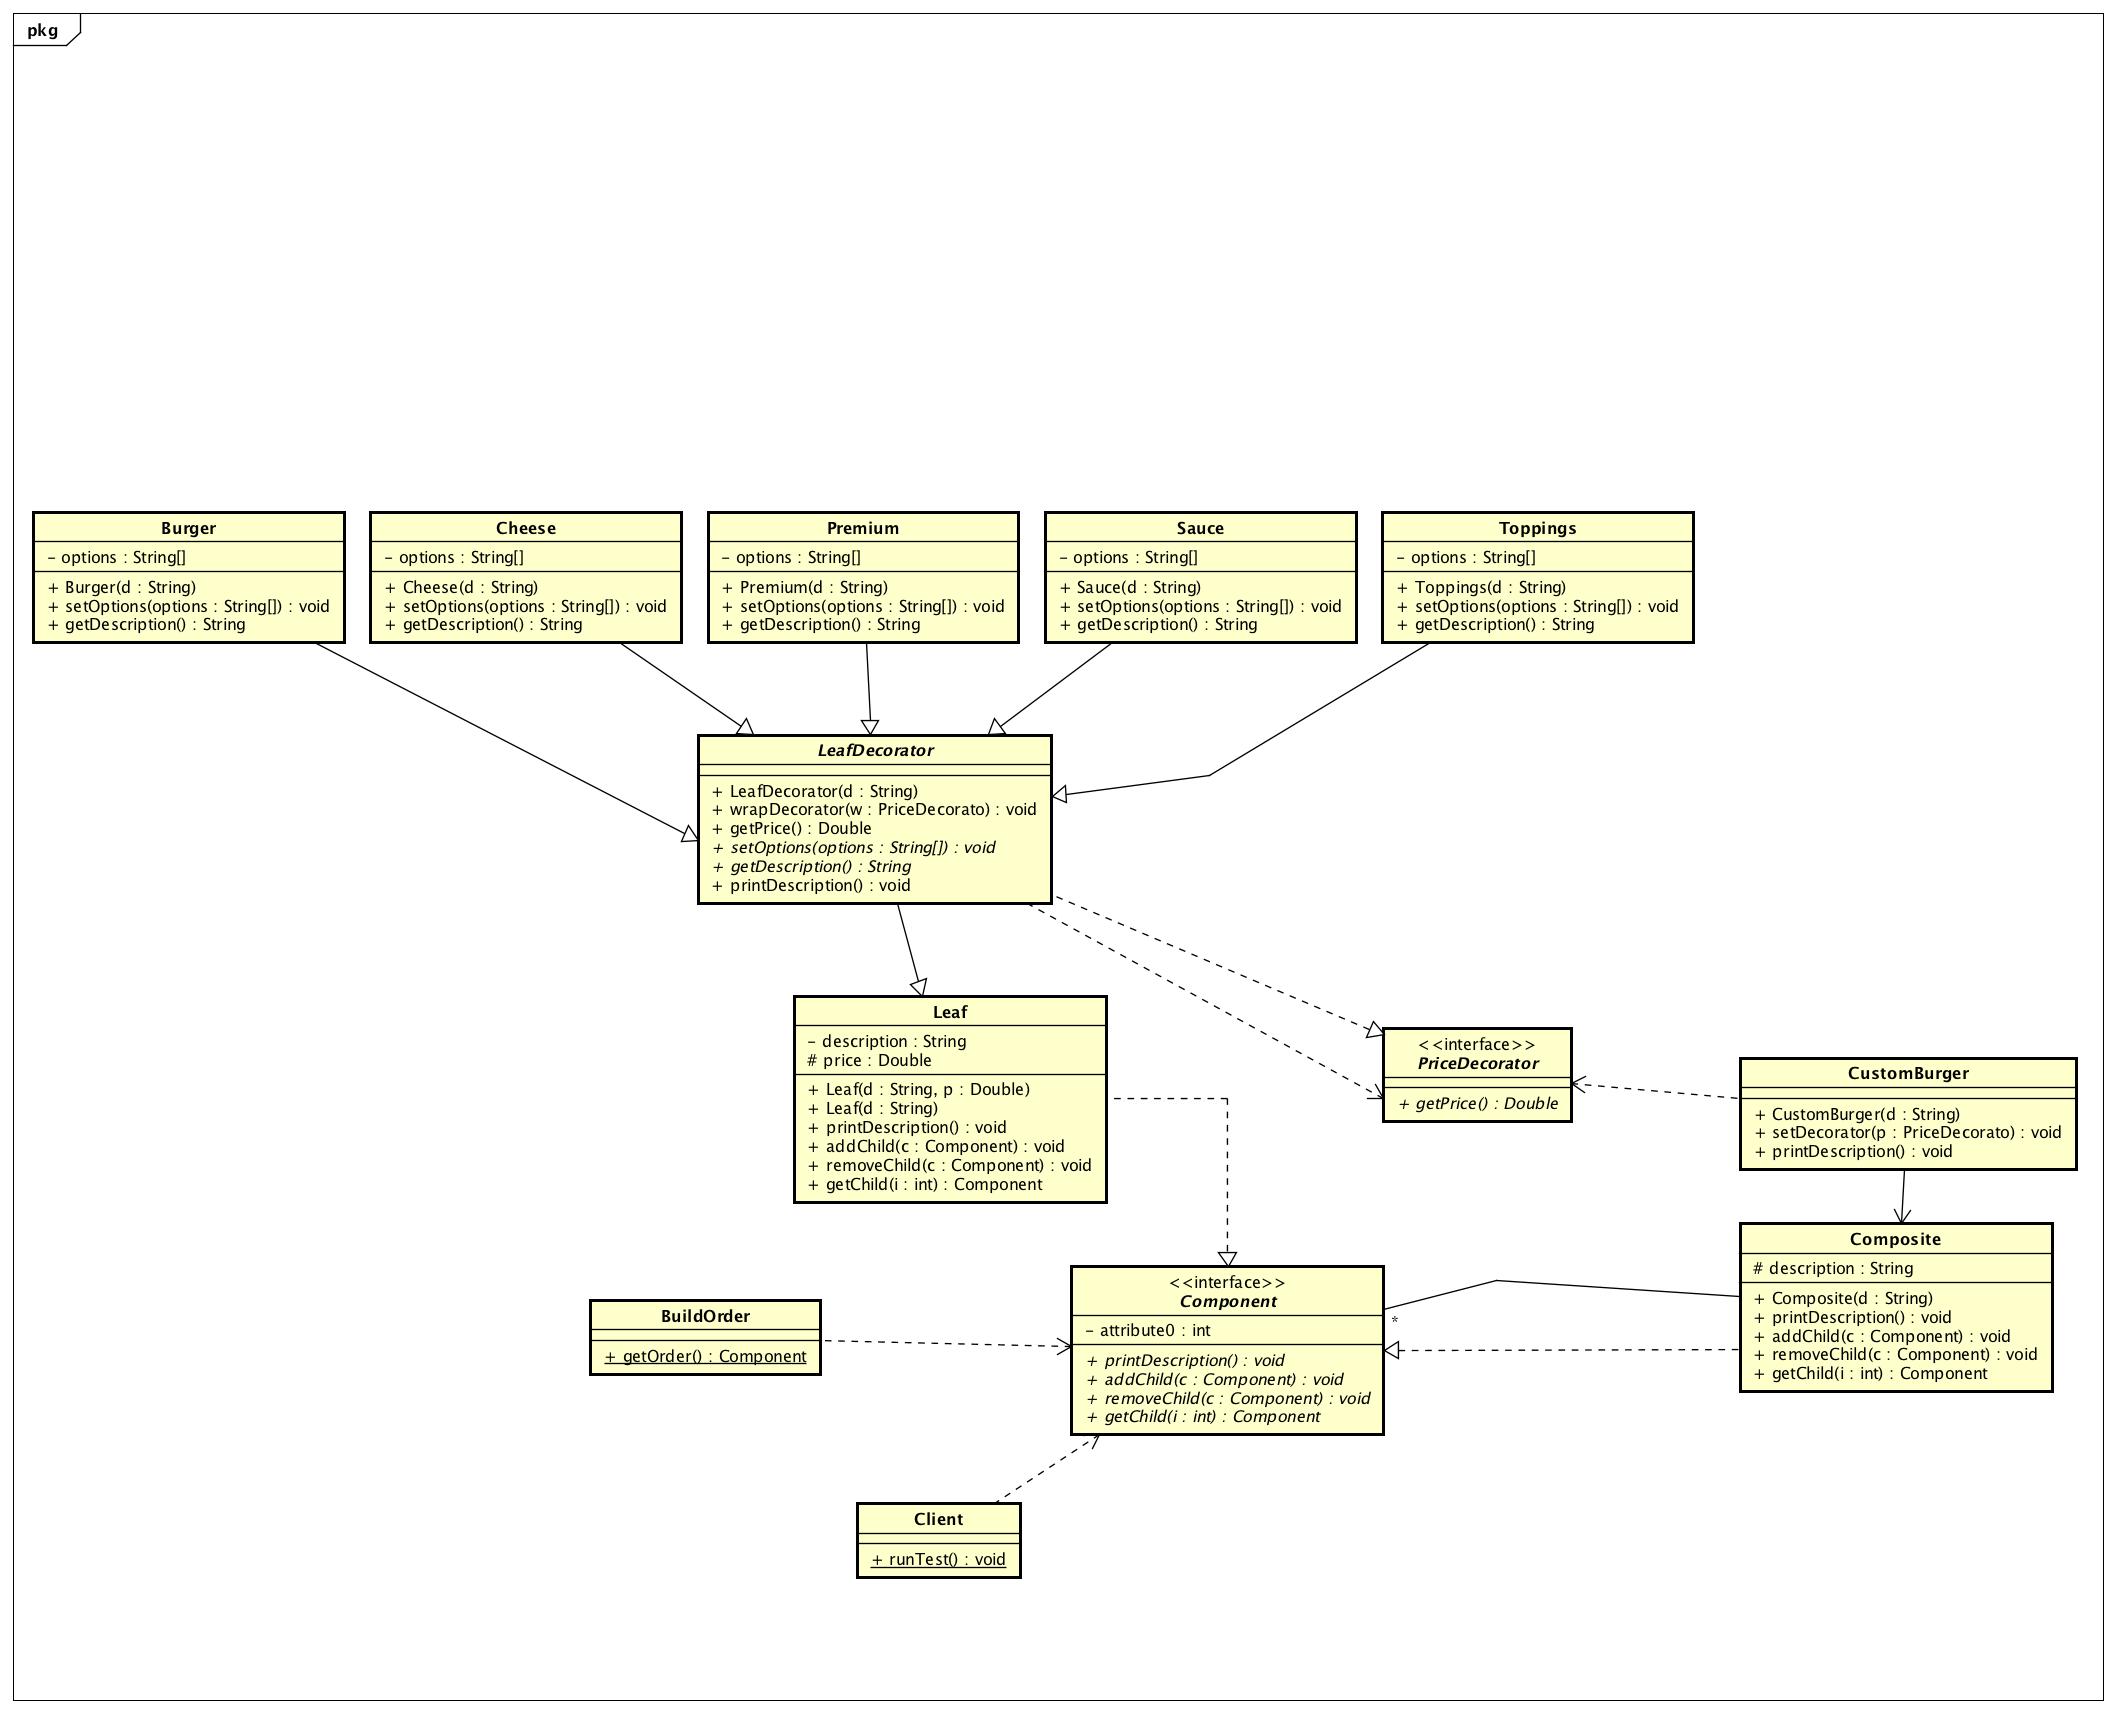 pkg
Burger
- options : String[]
+ Burger(d : String)
+ setOptions(options : String[]) : void
+ getDescription() : String
Cheese
- options : String[]
+ Cheese(d : String)
+ setOptions(options : String[]) : void
+ getDescription() : String
Premium
- options : String[]
+ Premium(d : String)
+ setOptions(options : String[]) : void
+ getDescription() : String
Sauce
- options : String[]
+ Sauce(d : String)
+ setOptions(options : String[]) : void
+ getDescription() : String
Toppings
- options : String[]
+ Toppings(d : String)
+ setOptions(options : String[]) : void
+ getDescription() : String
LeafDecorator
+ LeafDecorator(d : String)
+ wrapDecorator(w : PriceDecorato) : void
+ getPrice() : Double
+ setOptions(options : String[]) : void
+ getDescription() : String
+ printDescription() : void
Leaf
- description : String
# price : Double
+ Leaf(d : String, p : Double)
+ Leaf(d : String)
+ printDescription() : void
+ addChild(c : Component) : void
+ removeChild(c : Component) : void
+ getChild(i : int) : Component
<<interface>>
PriceDecorator
+ getPrice() : Double
CustomBurger
+ CustomBurger(d : String)
+ setDecorator(p : PriceDecorato) : void
+ printDescription() : void
Composite
# description : String
+ Composite(d : String)
+ printDescription() : void
+ addChild(c : Component) : void
+ removeChild(c : Component) : void
+ getChild(i : int) : Component
<<interface>>
Component
- attribute0 : int
+ printDescription() : void
+ addChild(c : Component) : void
+ removeChild(c : Component) : void
+ getChild(i : int) : Component
*
BuildOrder
+ getOrder() : Component
Client
+ runTest() : void